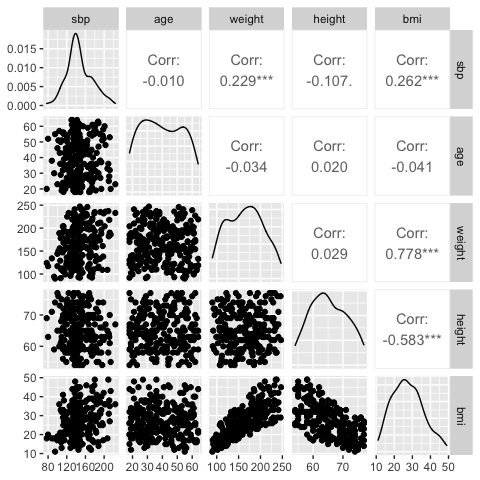 sbp age weight height bmi
0.015
0.010
0.005
0.000
Corr:
-0.010
Corr:
0.229***
Corr:
-0.107.
Corr:
0.262***
sbp
60
50
40
30
20
Corr:
-0.034
Corr:
0.020
Corr:
-0.041
age
250
200
150
100
Corr:
0.029
Corr:
0.778***
weight
70
60
Corr:
-0.583***
height
50
40
30
20
10
bmi
80 120 160 200 20 30 40 50 60 100 150 200 250 60 70 10 20 30 40 50